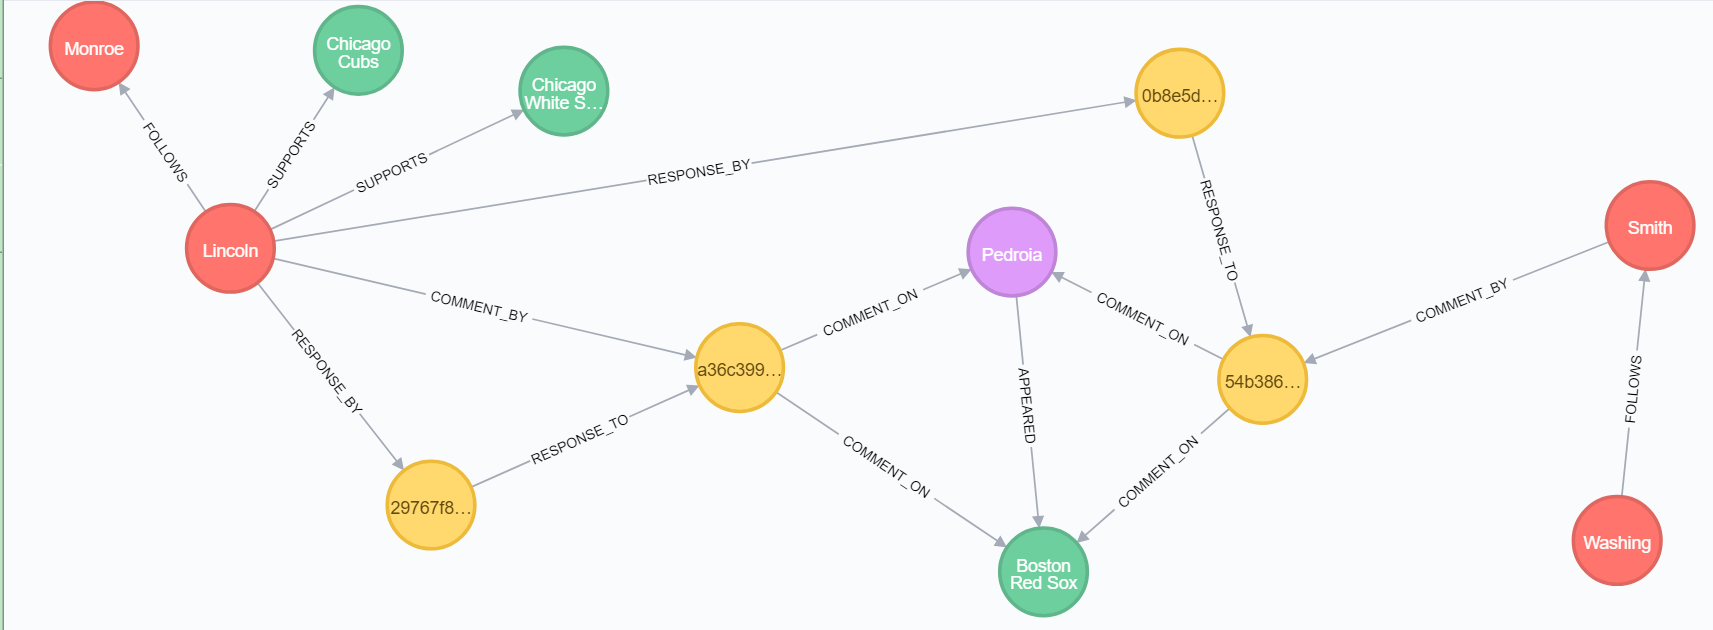 Monroe
Chicago
Cubs
Chicago
White S...
0b8e5d...
FOLLOWS
SUPPORTS
SUPPORTS
RESPONSE_BY
RESPONSE_TO
Smith
Lincoln
Pedroia
COMMENT_BY
COMMENT_ON
COMMENT_ON
COMMENT_BY
RESPONSE_BY
a36c399...
54b386...
APPEARED
FOLLOWS
RESPONSE_TO
COMMENT_ON
COMMENT_ON
29767f8...
Washing
Boston
Red Sox